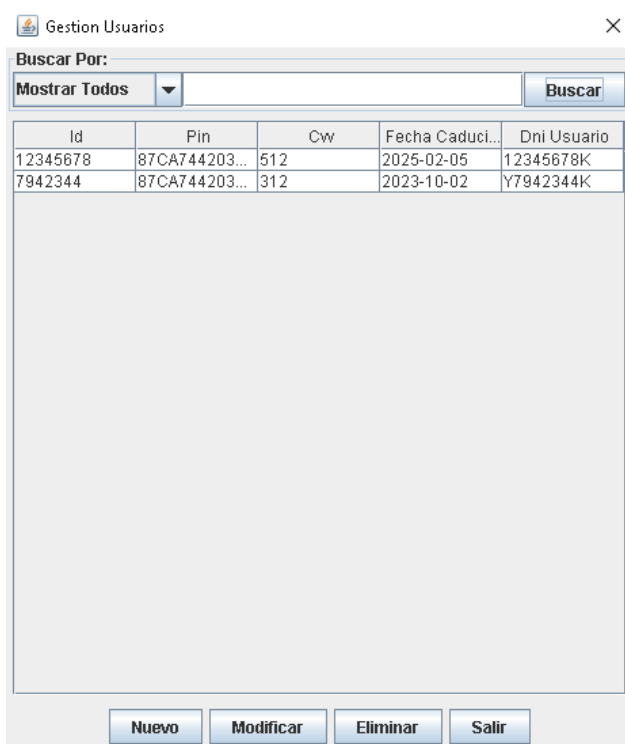 Gestion Usuarios
Buscar Por:
Mostrar Todos Buscar
Id Pin Cvv Fecha Caduci... Dni Usuario
12345678 87CA744203... 512 2025-02-05 12345678K
7942344 87CA744203... 312 2023-10-02 Y7942344K
Nuevo Modificar Eliminar Salir